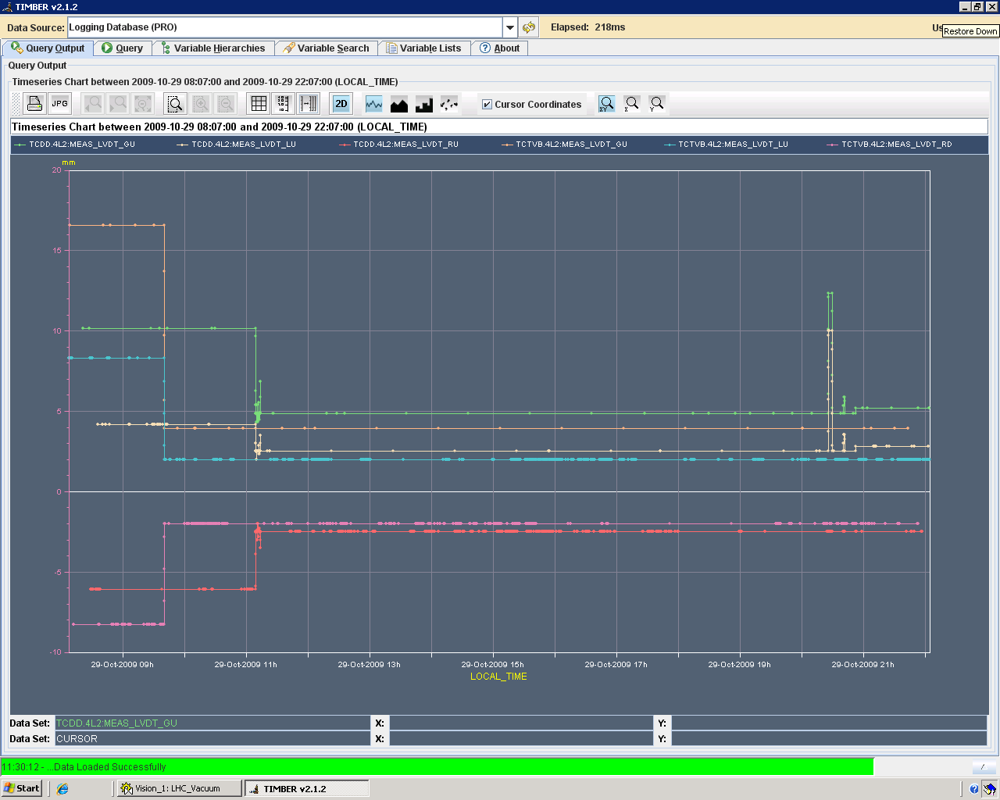 TIMBER v2.1.2
Data Source: Logging Database (PRO) Elapsed: 218ms Us
Restore Down
Query Output Query Variable Hierarchies Variable Search Variable Lists About
Query Output
Timeseries Chart between 2009-10-29 08:07:00 and 2009-10-29 22:07:00 (LOCAL_TIME)
JPG 2D Cursor Coordinates XY X Y
Timeseries Chart between 2009-10-29 08:07:00 and 2009-10-29 22:07:00 (LOCAL_TIME)
TCDD.4L2:MEAS_LVDT_GU TCDD.4L2:MEAS_LVDT_LU TCDD.4L2:MEAS_LVDT_RU TCTVB.4L2:MEAS_LVDT_GU TCTVB.4L2:MEAS_LVDT_LU TCTVB.4L2:MEAS_LVDT_RD
mm
20
15
10
5
0
-5
-10
29-Oct-2009 09h 29-Oct-2009 11h 29-Oct-2009 13h 29-Oct-2009 15h 29-Oct-2009 17h 29-Oct-2009 19h 29-Oct-2009 21h
LOCAL_TIME
Data Set: TCDD.4L2:MEAS_LVDT_GU X: Y:
Data Set: CURSOR X: Y:
11:30:12 - ...Data Loaded Successfully
Start Vision_1: LHC_Vacuum TIMBER v2.1.2